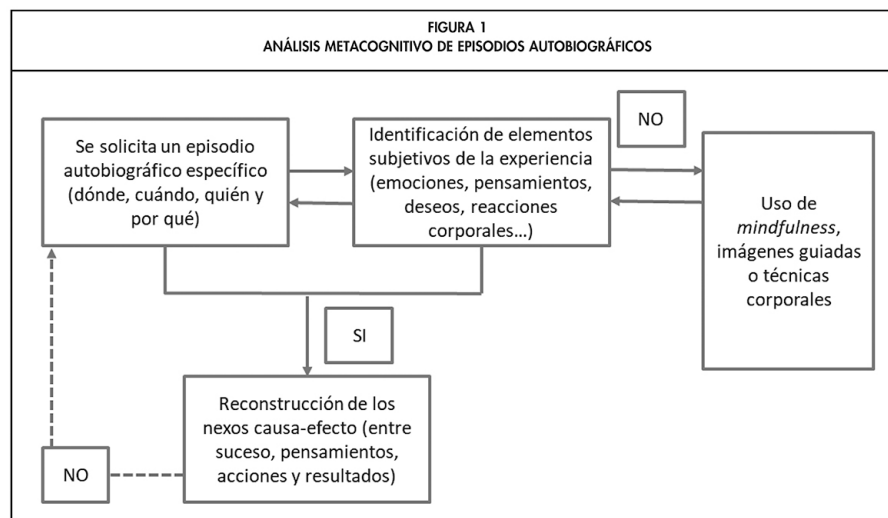 FIGURA 1
ANÁLISIS METACOGNITIVO DE EPISODIOS AUTOBIOGRÁFICOS
Se solicita un episodio
autobiográfico específico
(dónde, cuándo, quién y
por qué)
Identificación de elementos
subjetivos de la experiencia
(emociones, pensamientos,
deseos, reacciones
corporales...)
NO
Uso de
mindfulness,
imágenes guiadas
o técnicas
corporales
SI
Reconstrucción de los
nexos causa-efecto (entre
suceso, pensamientos,
acciones y resultados)
NO